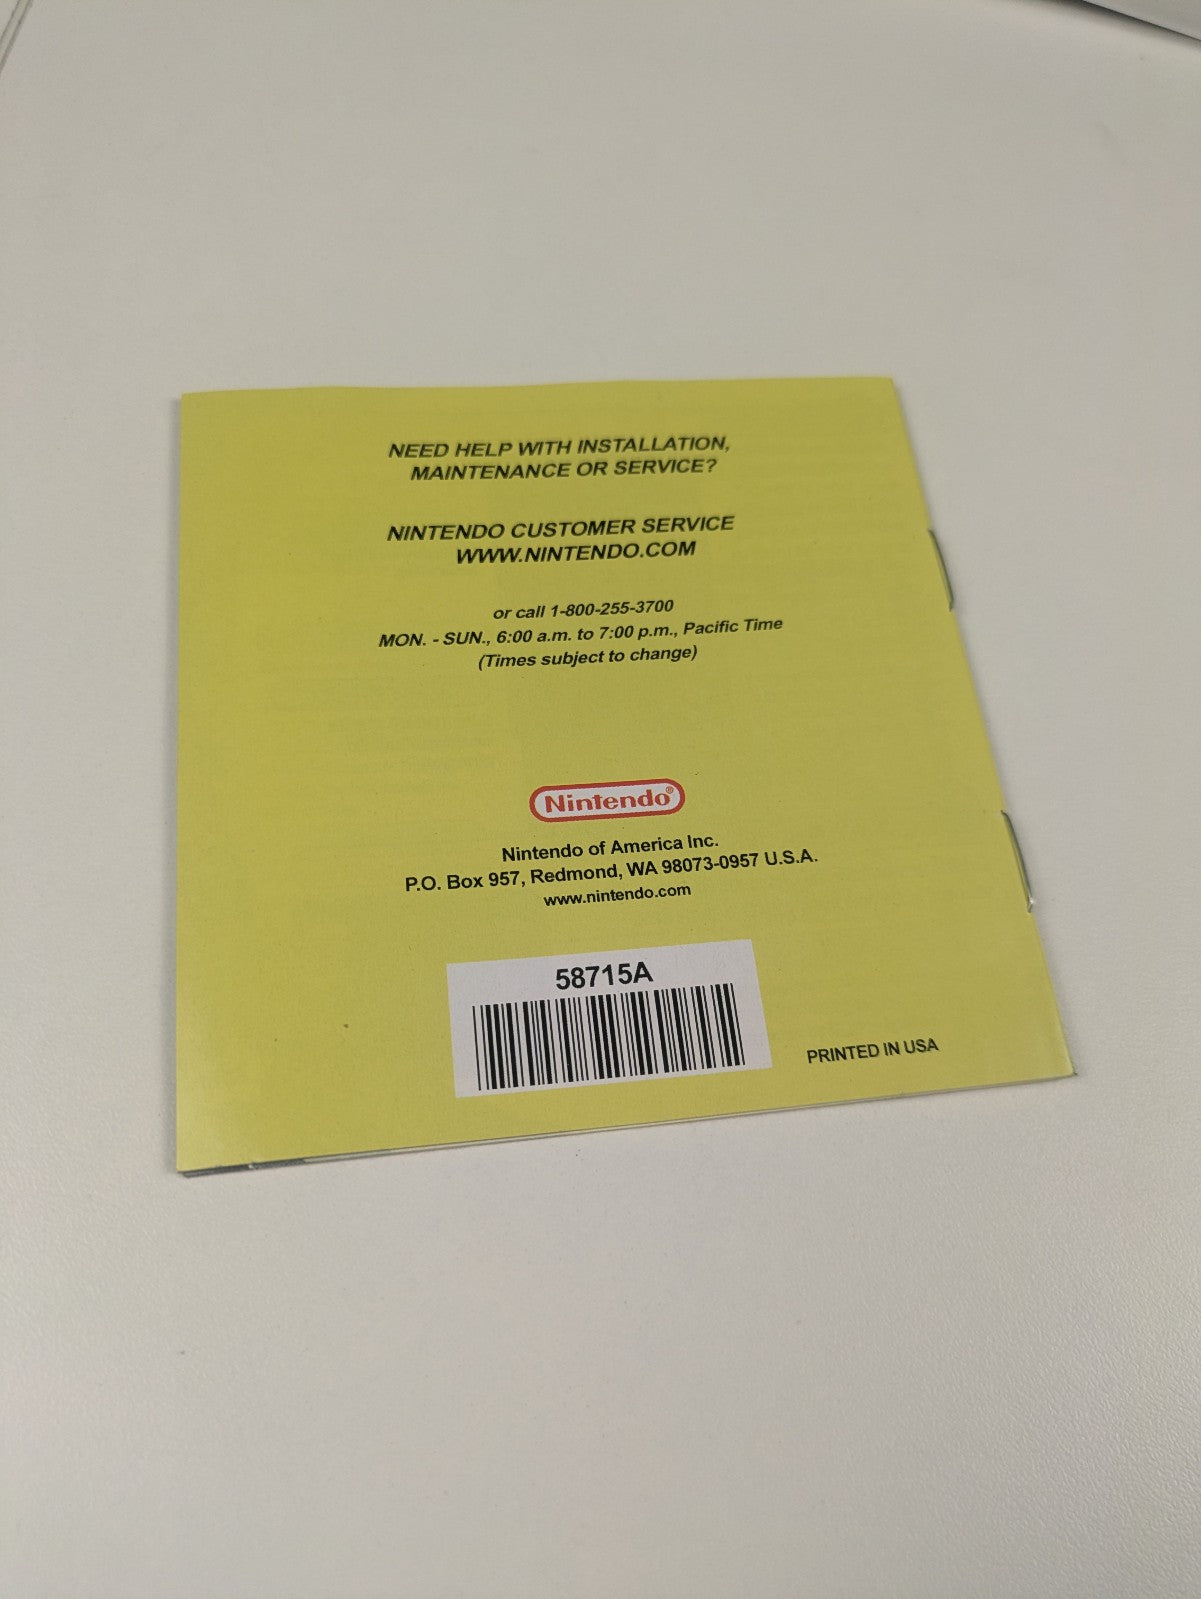 NEED HELP WITH INSTALLATION,
MAINTENANCE OR SERVICE?
NINTENDO CUSTOMER SERVICE
WWW.NINTENDO.COM
or call 1-800-255-3700
MON. - SUN., 6:00 a.m. to 7:00 p.m., Pacific Time
(Times subject to change)
Nintendo®
Nintendo of America Inc.
P.O. Box 957, Redmond, WA 98073-0957 U.S.A.
www.nintendo.com
58715A
PRINTED IN USA